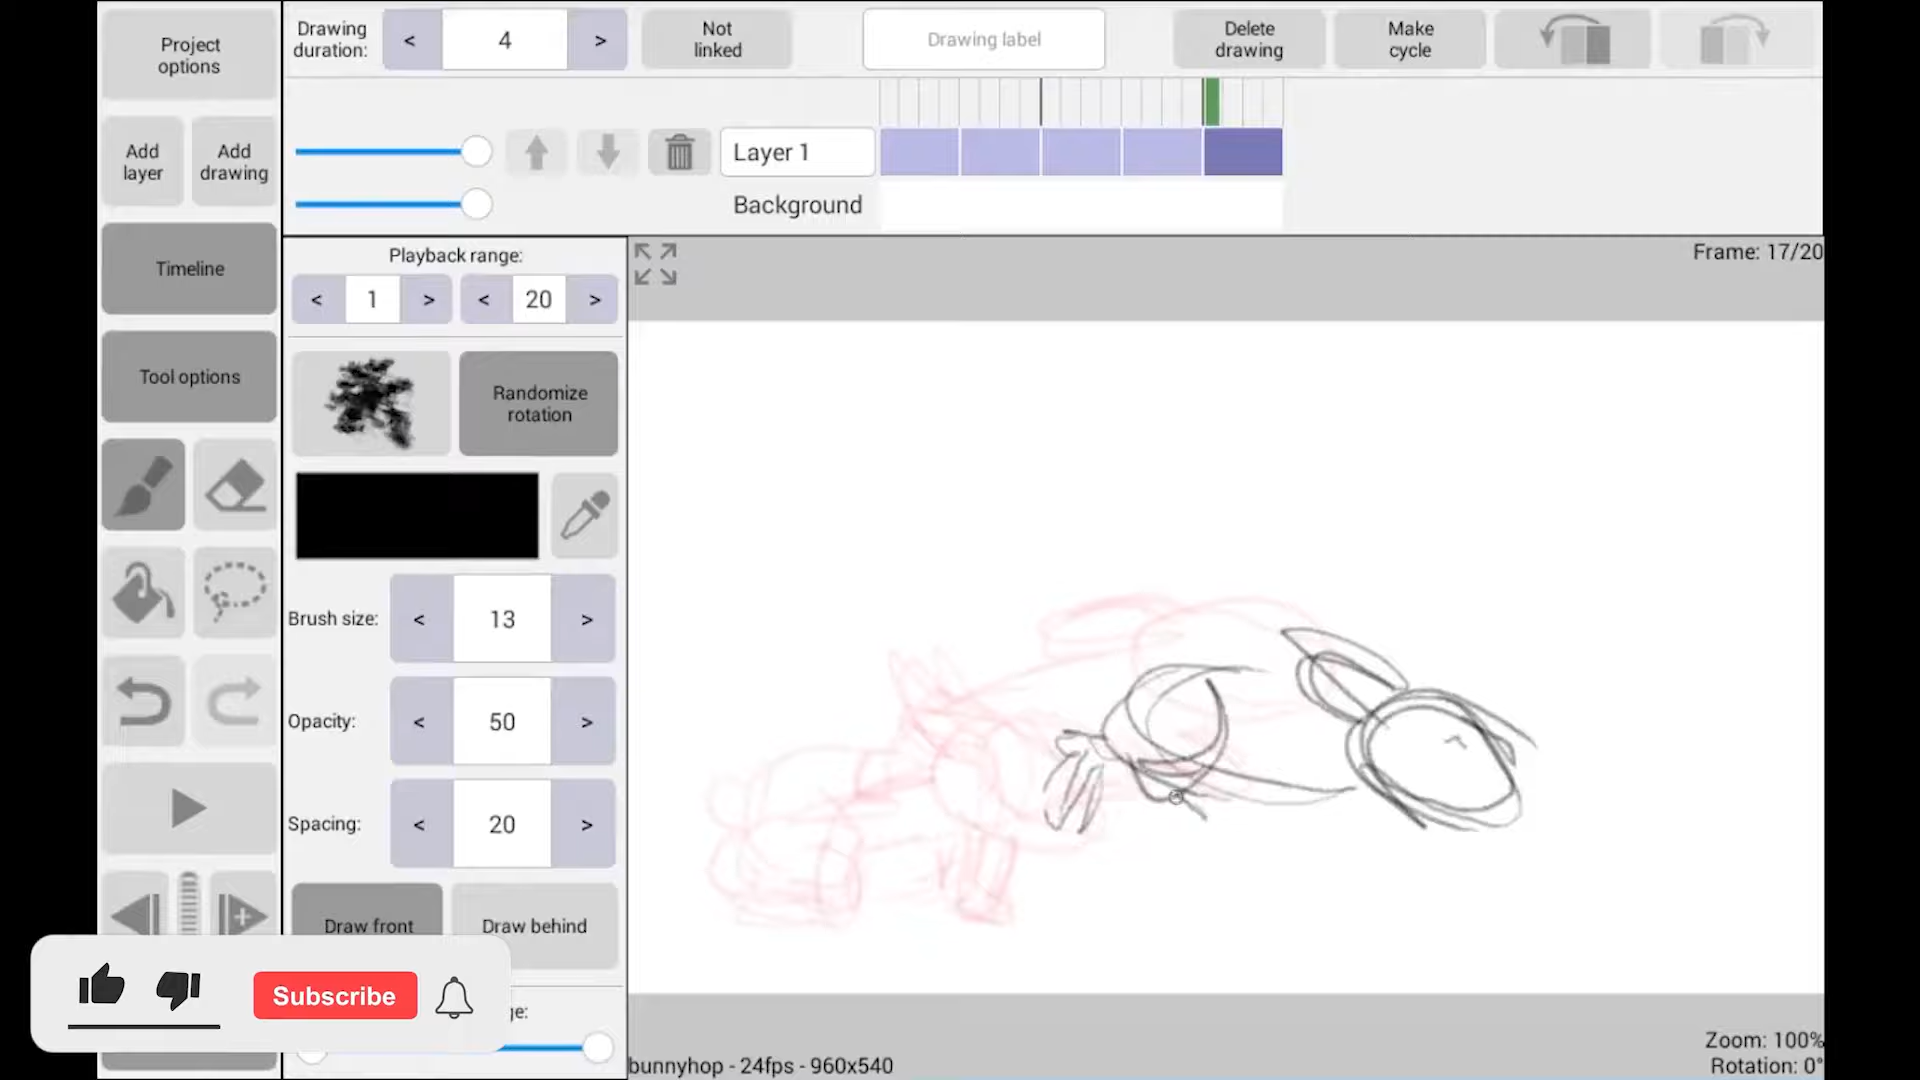 Project
options
Drawing
duration:
<
4
>
Not
linked
Drawing label
Delete
drawing
Make
cycle
Add
layer
Add
drawing
Layer 1
Background
Timeline
Playback range:
<
1
>
<
20
>
Frame: 17/20
Tool options
Randomize
rotation
Brush size:
<
13
>
Opacity:
<
50
>
Spacing:
<
20
>
Draw front
Draw behind
Subscribe
ge:
Zoom: 100%
bunnyhop - 24fps - 960x540
Rotation: 0°